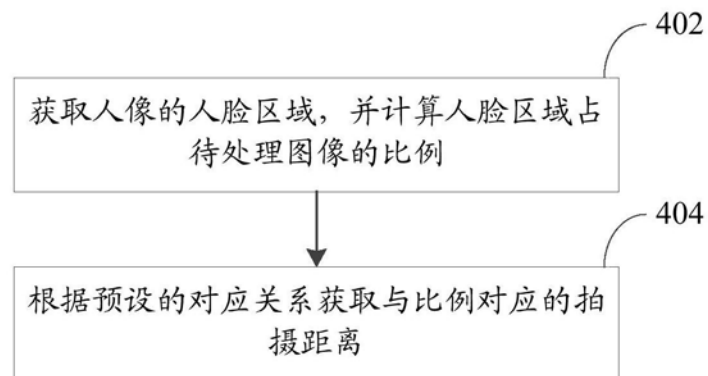 402
获取人像的人脸区域，并计算人脸区域占
待处理图像的比例
404
根据预设的对应关系获取与比例对应的拍
摄距离